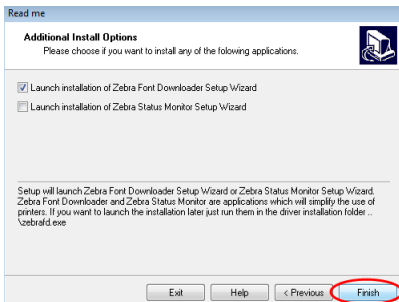 Read me
Additional Install Options
Please choose if you want to install any of the folowing applications.
Launch installation of Zebra Font Downloader Setup Wizard
Launch installation of Zebra Status Monitor Setup Wizard
Setup will launch Zebra Font Downloader Setup Wizard or Zebra Status Monitor Setup Wizard.
Zebra Font Downloader and Zebra Status Monitor are applications which will simplify the use of
printers. If you want to launch the installation later just run them in the driver installation folder ..
\zebrafd.exe
Exit
Help
< Previous
Finish